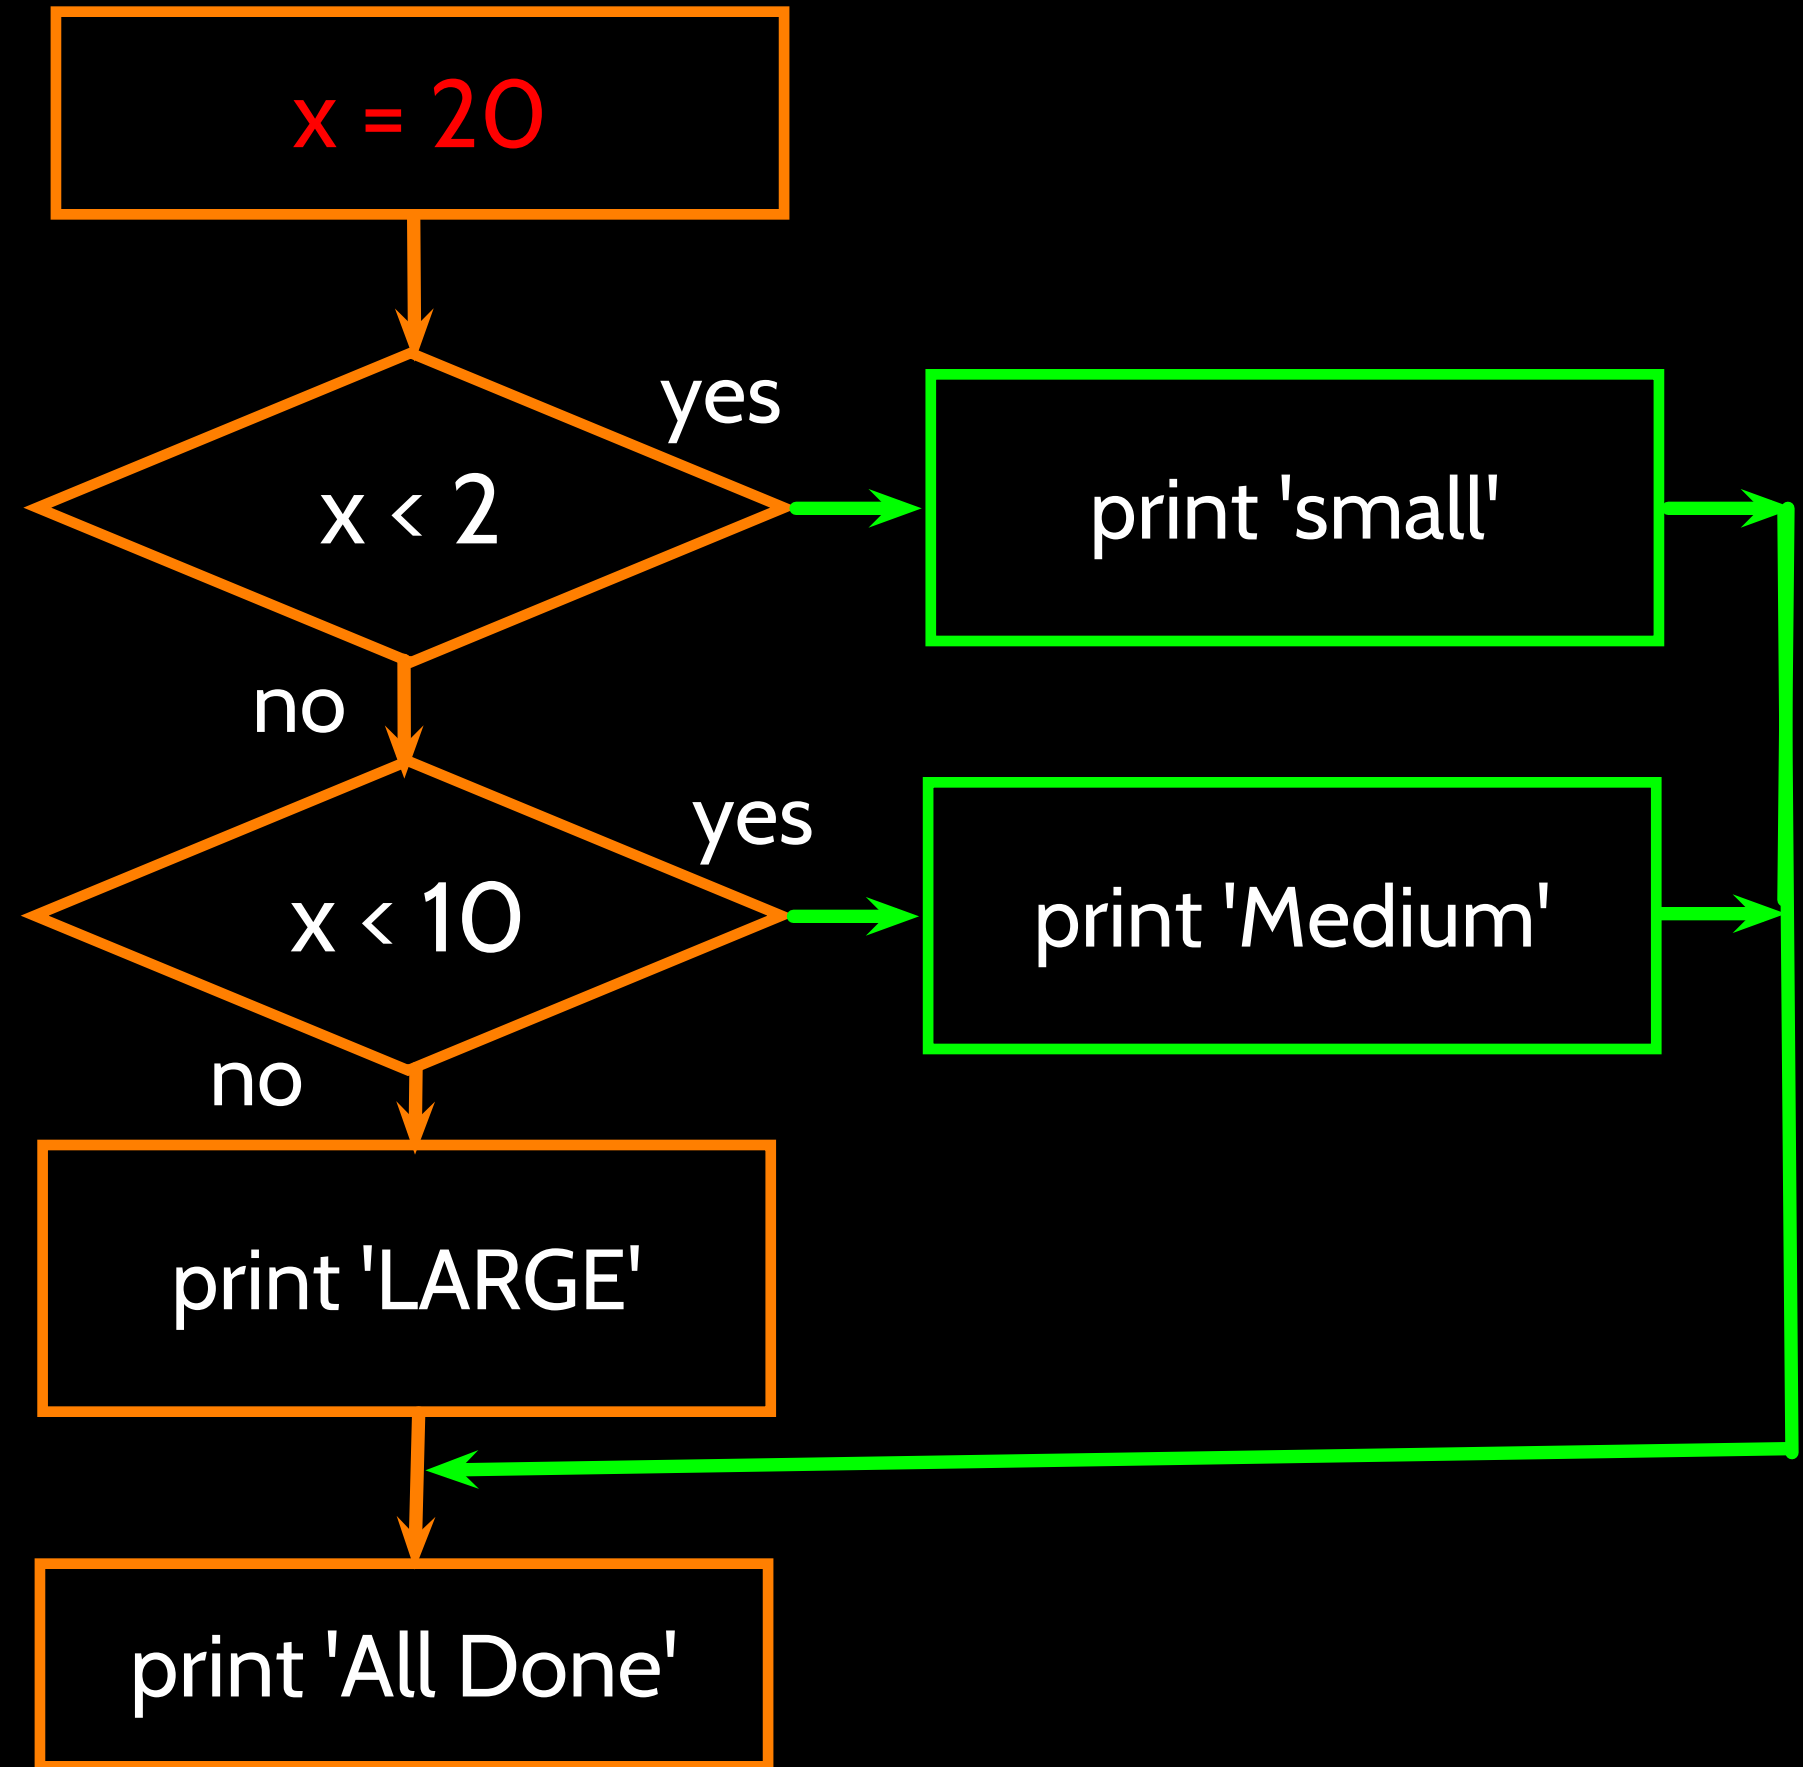 x = 20
yes
x < 2
print 'small'
no
yes
x < 10
print 'Medium'
no
print 'LARGE'
print 'All Done'